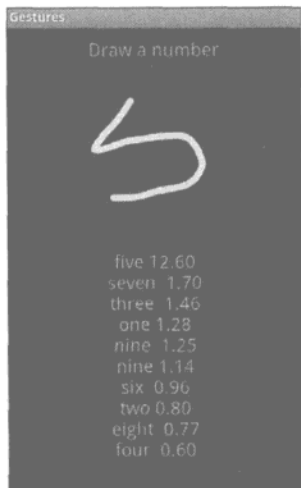 Gestures
Draw a number
five 12.60
seven 1.70
three 1.46
one 1.28
nine 1.25
nine 1.14
six 0.96
two 0.80
eight 0.77
four 0.60